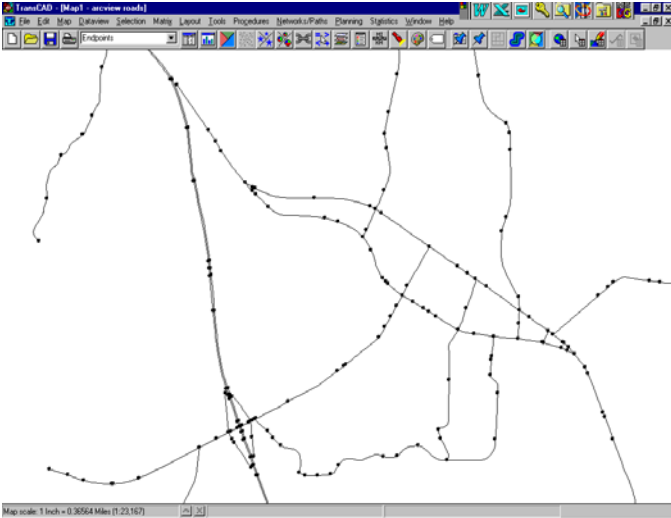 TransCAD - [Map1 - arcview roads]
File Edit Map Dataview Selection Matrix Layout Tools Procedures Networks/Paths Planning Statistics Window Help
Endpoints
Map scale: 1 Inch = 0.36564 Miles (1:23,167)